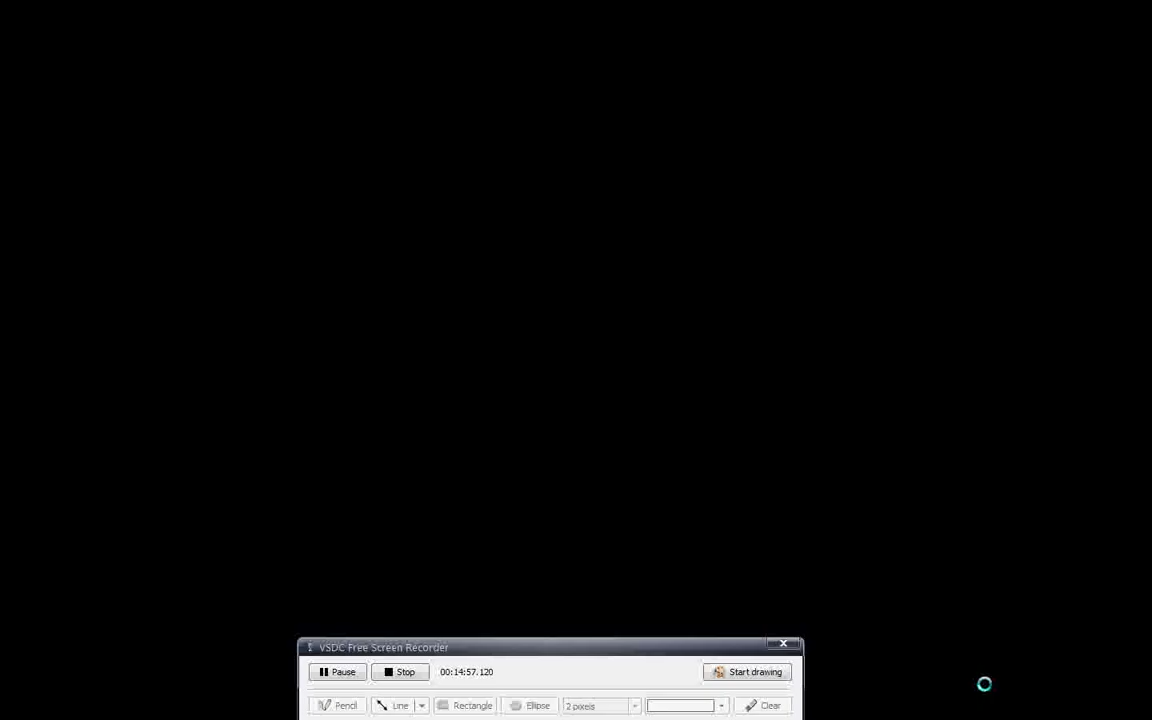 VSDC Free Screen Recorder
Pause Stop 00:14:57.120 Start drawing
Pencil Line Rectangle Ellipse 2 pixels Clear